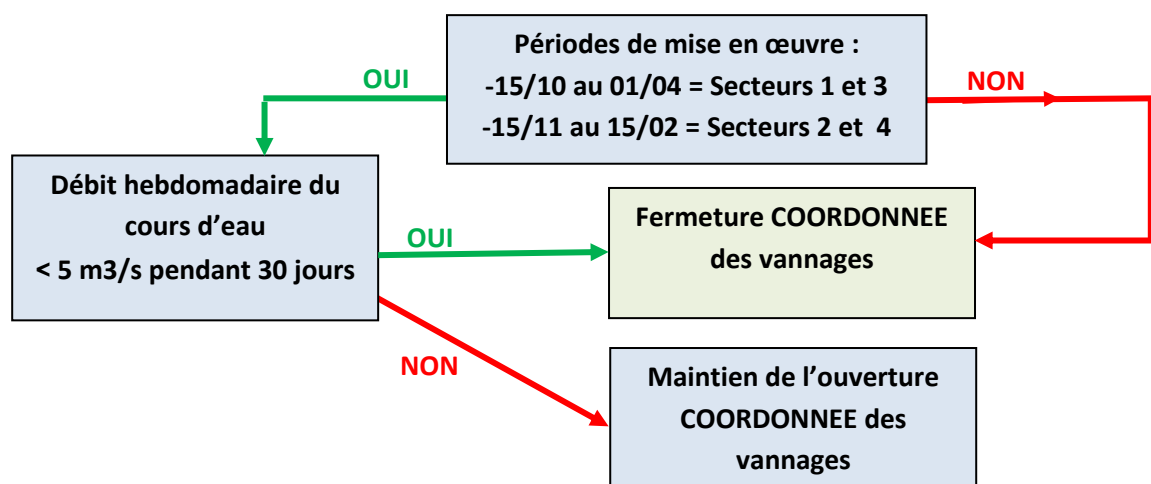 Périodes de mise en œuvre :
-15/10 au 01/04 = Secteurs 1 et 3
-15/11 au 15/02 = Secteurs 2 et 4
OUI
NON
Débit hebdomadaire du
cours d’eau
< 5 m3/s pendant 30 jours
OUI
Fermeture COORDONNEE
des vannages
NON
Maintien de l’ouverture
COORDONNEE des
vannages